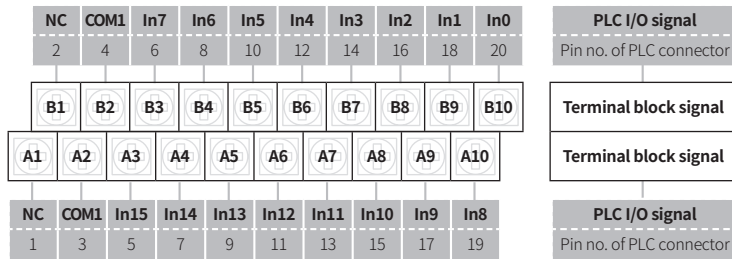 NC COM1 In7 In6 In5 In4 In3 In2 In1 In0 PLC I/O signal
2 4 6 8 10 12 14 16 18 20 Pin no. of PLC connector
B1 B2 B3 B4 B5 B6 B7 B8 B9 B10 Terminal block signal
A1 A2 A3 A4 A5 A6 A7 A8 A9 A10 Terminal block signal
NC COM1 In15 In14 In13 In12 In11 In10 In9 In8 PLC I/O signal
1 3 5 7 9 11 13 15 17 19 Pin no. of PLC connector